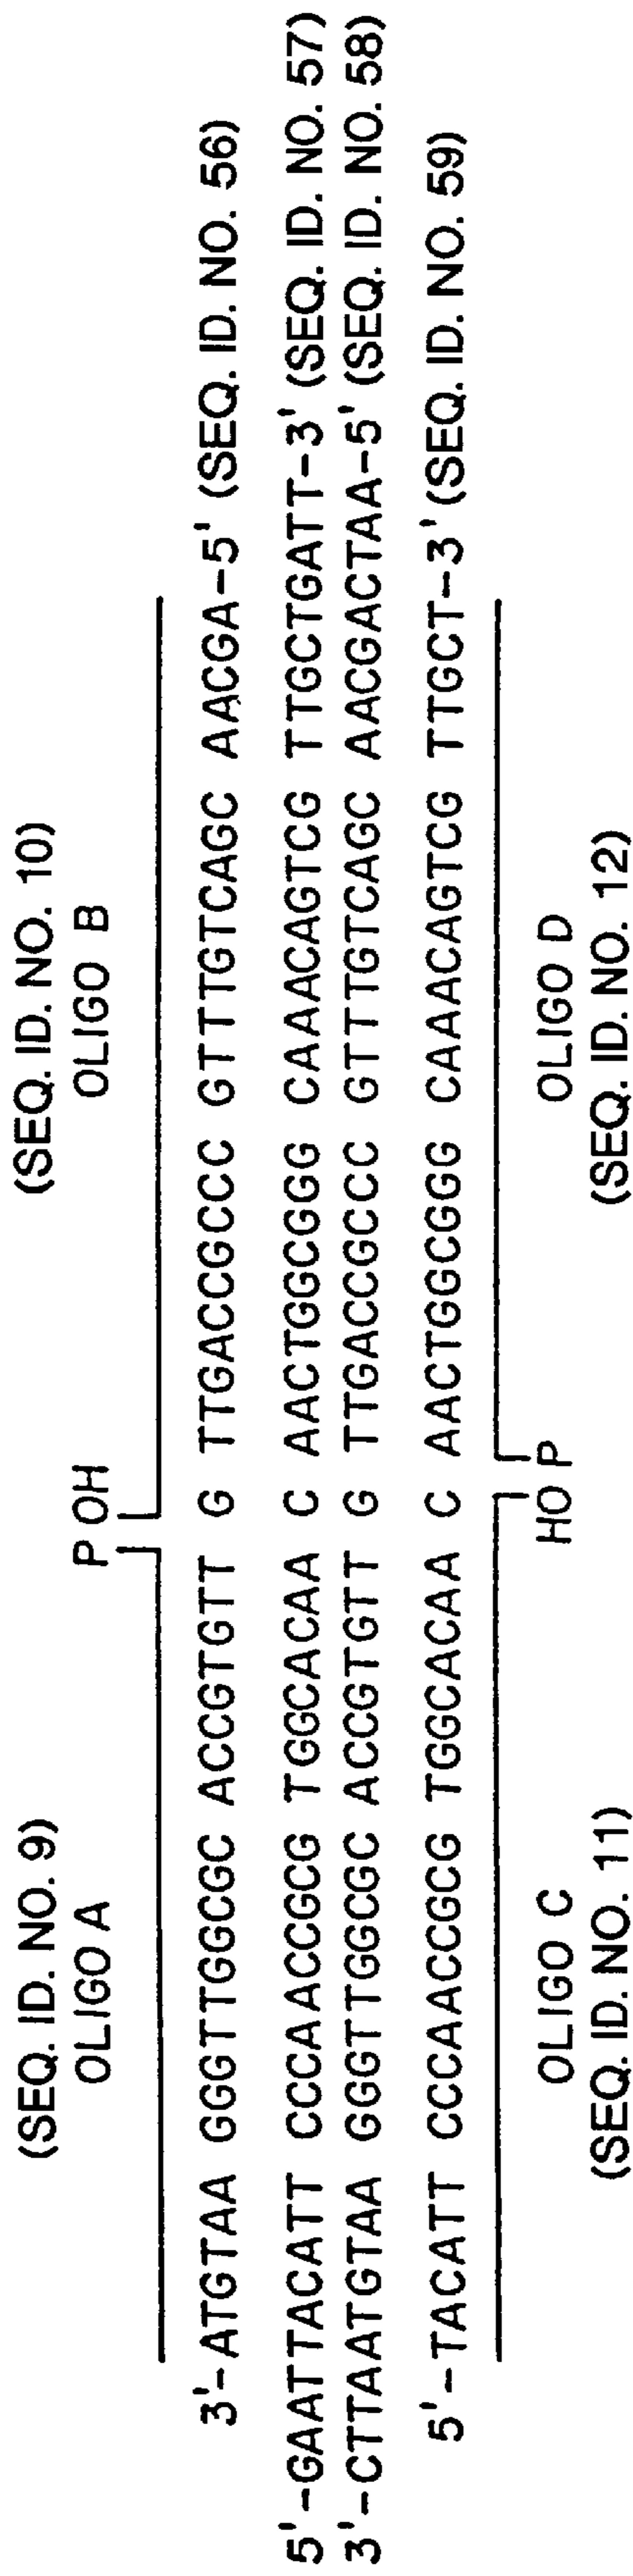 (SEQ. ID. NO. 9) (SEQ. ID. NO. 10)
OLIGO A OLIGO B
P OH
3'-ATGTAA GGGTTGGCGC ACCGTGTT G TTGACCGCCC GTTTGTCAGC AACGA-5' (SEQ. ID. NO. 56)
5'-GAATTACATT CCCAACCGCG TGGCACAA C AACTGGCGGG CAAACAGTCG TTGCTGATT-3' (SEQ. ID. NO. 57)
3'-CTTAATGTAA GGGTTGGCGC ACCGTGTT G TTGACCGCCC GTTTGTCAGC AACGACTAA-5' (SEQ. ID. NO. 58)
5'-TACATT CCCAACCGCG TGGCACAA C AACTGGCGGG CAAACAGTCG TTGCT-3' (SEQ. ID. NO. 59)
HO P
OLIGO C OLIGO D
(SEQ. ID. NO. 11) (SEQ. ID. NO. 12)